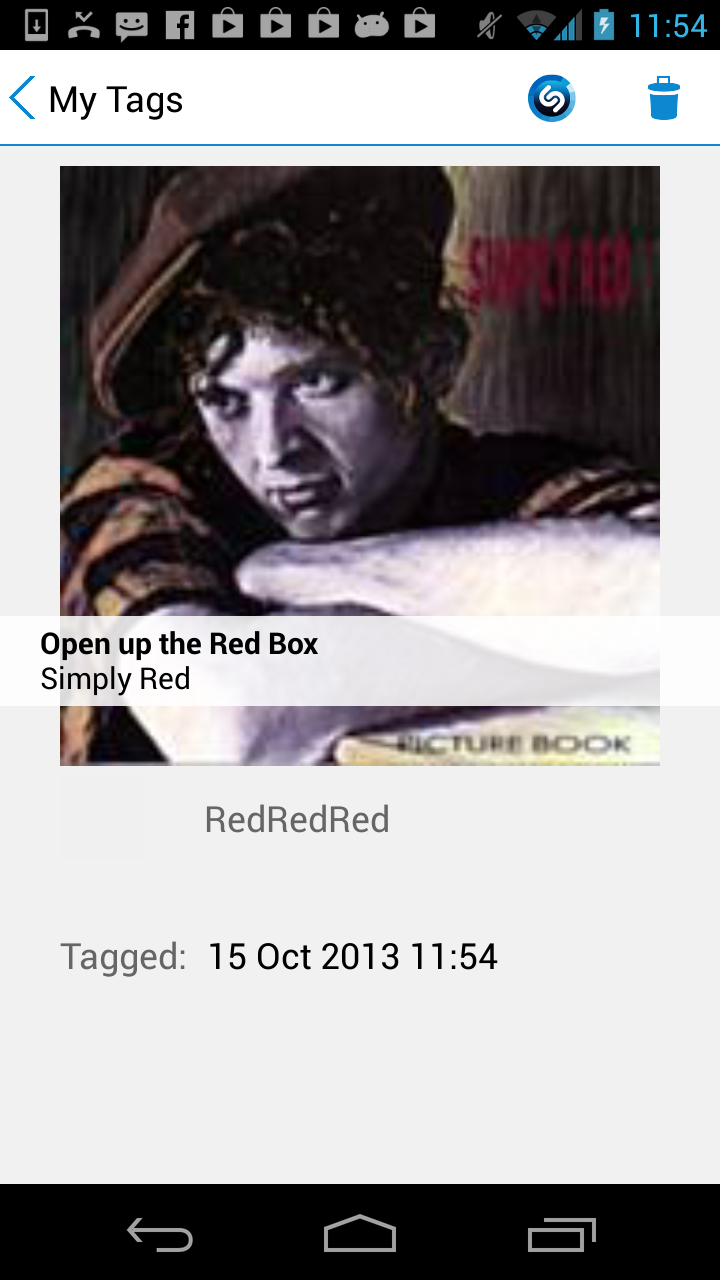 11:54
My Tags
SIMPLY RED
Open up the Red Box
Simply Red
PICTURE BOOK
RedRedRed
Tagged: 15 Oct 2013 11:54